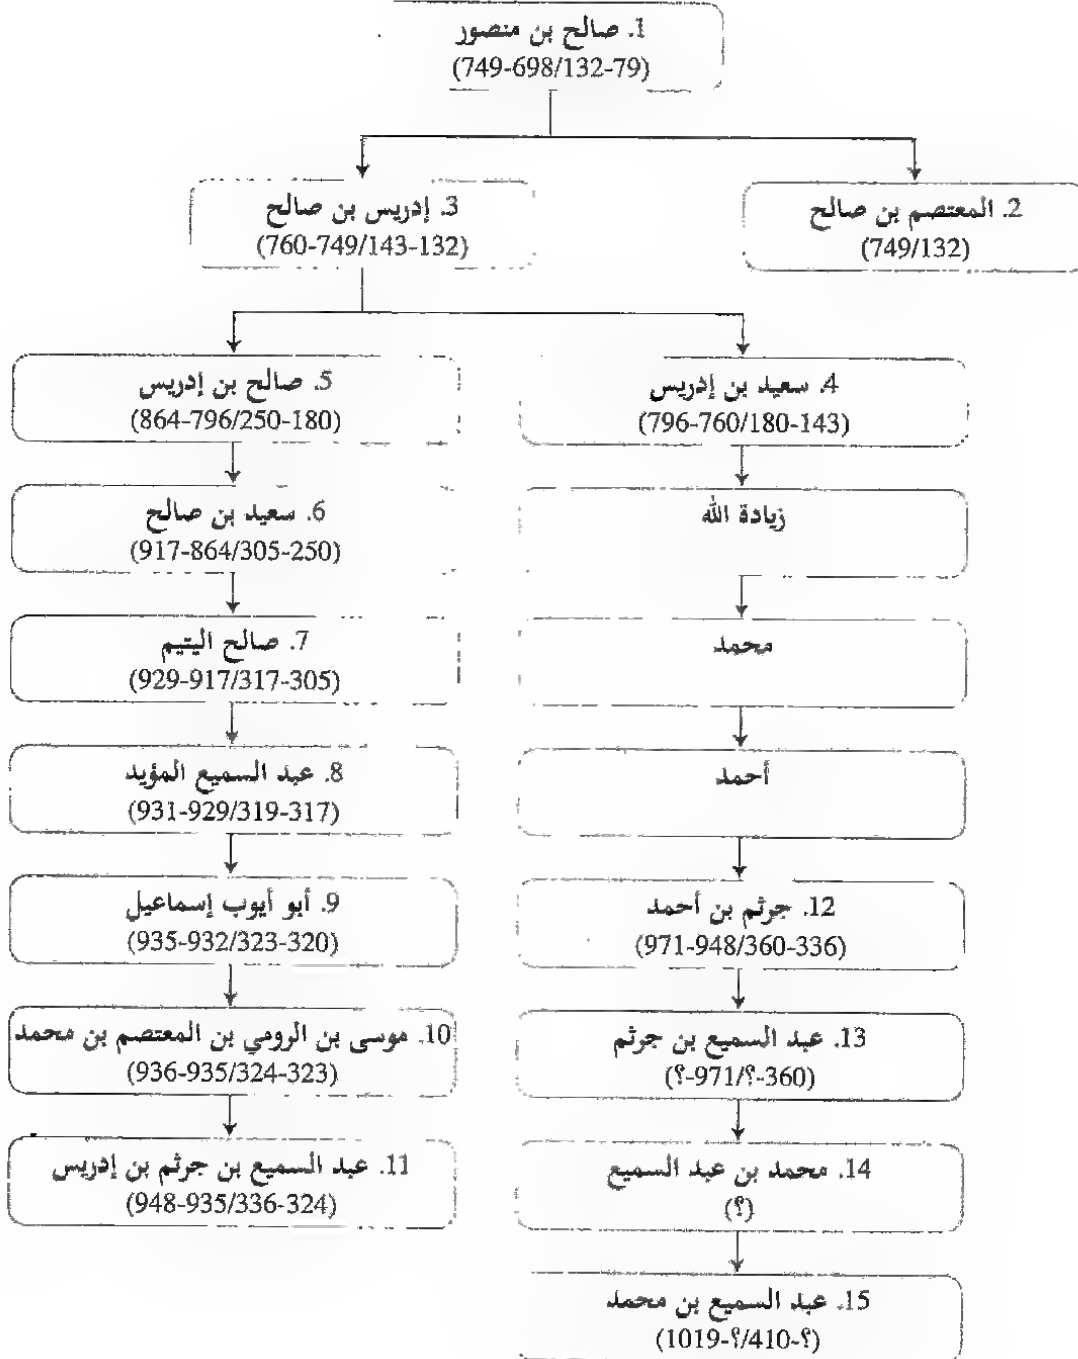 1. صالح بن منصور
(749-698/132-79)
2. المعتصم بن صالح
(749/132)
3. إدريس بن صالح
(760-749/143-132)
4. سعيد بن إدريس
(796-760/180-143)
5. صالح بن إدريس
(864-796/250-180)
زيادة الله
6. سعيد بن صالح
(917-864/305-250)
محمد
7. صالح اليتيم
(929-917/317-305)
أحمد
8. عبد السميع المؤيد
(931-929/319-317)
12. جرثم بن أحمد
(971-948/360-336)
9. أبو أيوب إسماعيل
(935-932/323-320)
13. عبد السميع بن جرثم
(؟-971/؟-360)
10. موسى بن الرومي بن المعتصم بن محمد
(936-935/324-323)
14. محمد بن عبد السميع
(؟)
11. عبد السميع بن جرثم بن إدريس
(948-935/336-324)
15. عبد السميع بن محمد
(1019-؟/410-؟)